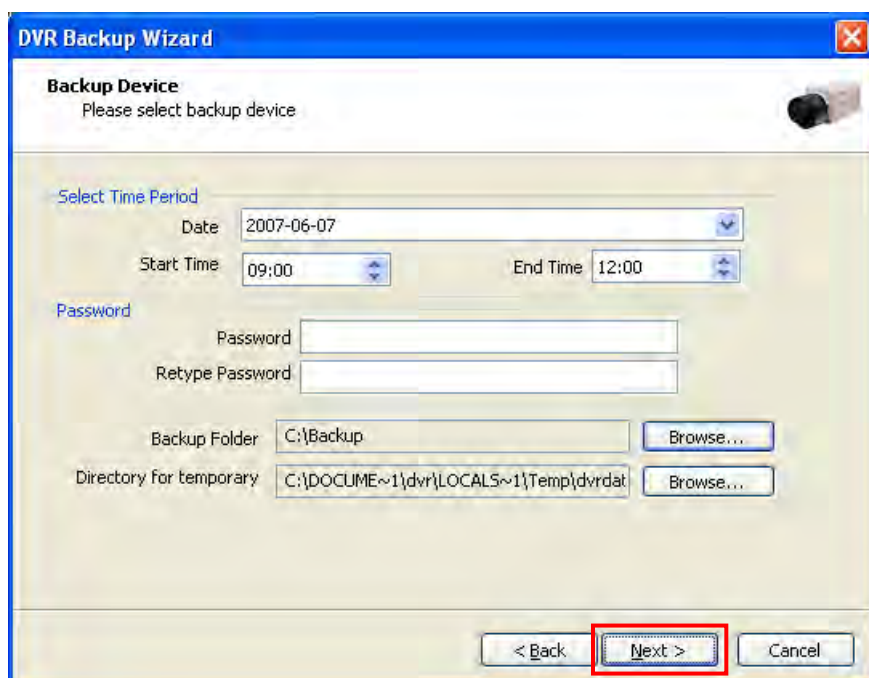 DVR Backup Wizard
Backup Device
Please select backup device
Select Time Period
Date 2007-06-07
Start Time 09:00 End Time 12:00
Password
Password
Retype Password
Backup Folder C:\Backup Browse...
Directory for temporary C:\DOCUME~1\dvr\LOCALS~1\Temp\dvrdat Browse...
< Back Next > Cancel